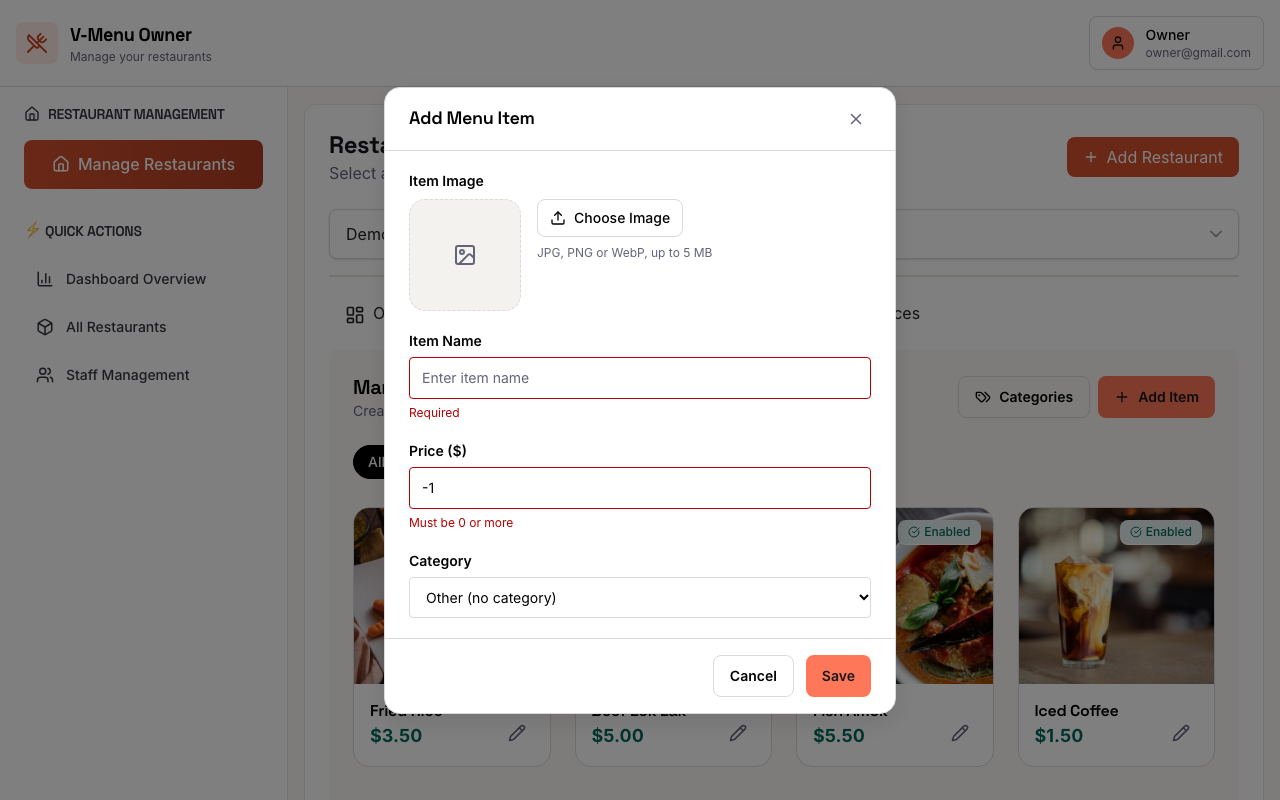 V-Menu Owner
Manage your restaurants
Owner
owner@gmail.com
RESTAURANT MANAGEMENT
Manage Restaurants
⚡ QUICK ACTIONS
Dashboard Overview
All Restaurants
Staff Management
Add Restaurant
Add Menu Item
Item Image
Choose Image
JPG, PNG or WebP, up to 5 MB
Item Name
Enter item name
Required
Price ($)
-1
Must be 0 or more
Category
Other (no category)
Cancel
Save
Categories
Add Item
All
Enabled
Enabled
$3.50
$5.00
$5.50
Iced Coffee
$1.50